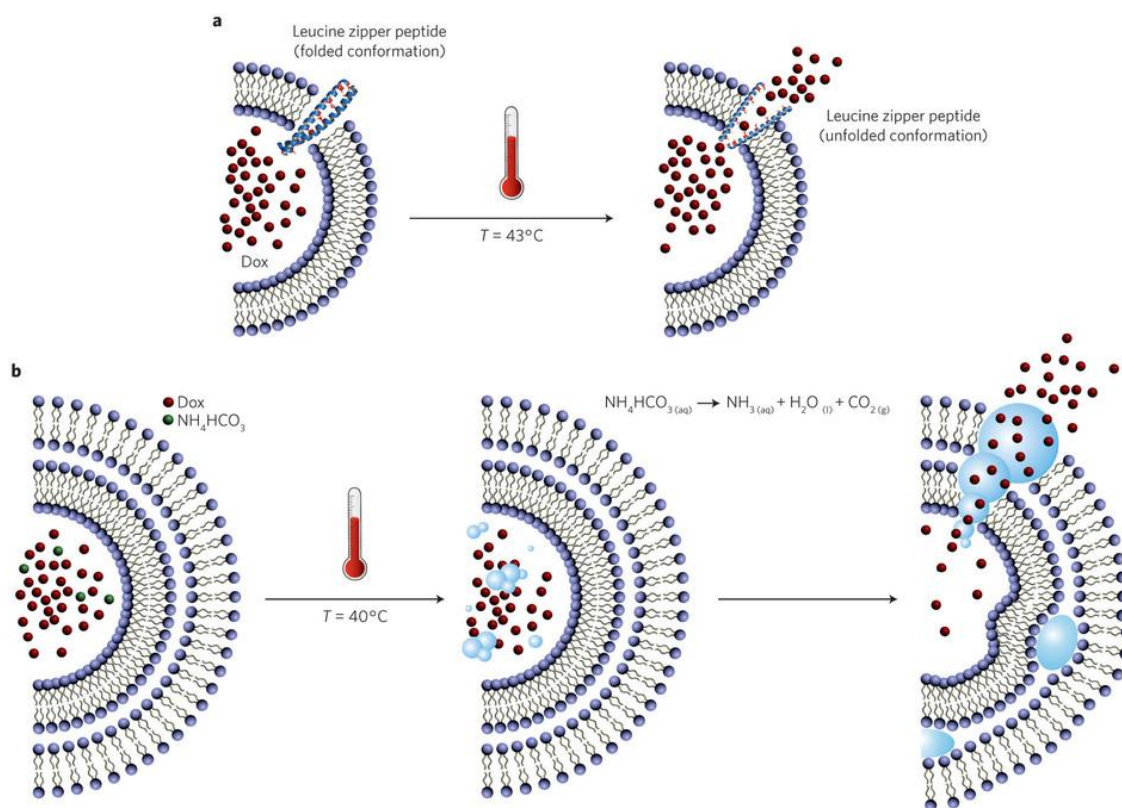 a
Leucine zipper peptide
(folded conformation)
Leucine zipper peptide
(unfolded conformation)
T = 43°C
Dox
b
Dox
NH₄HCO₃
NH₄HCO₃ (aq) → NH₃ (aq) + H₂O (l) + CO₂ (g)
T = 40°C